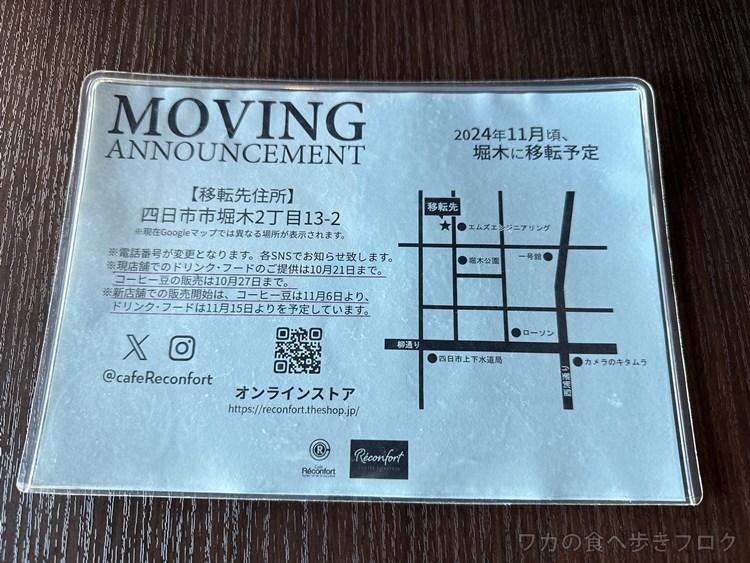 MOVING
ANNOUNCEMENT
2024年11月頃、
堀木に移転予定
【移転先住所】
四日市市堀木2丁目13-2
※現在Googleマップでは異なる場所が表示されます。
※電話番号が変更となります。各SNSでお知らせ致します。
※現店舗でのドリンク・フードのご提供は10月21日まで。
コーヒー豆の販売は10月27日まで。
※新店舗での販売開始は、コーヒー豆は11月6日より、
ドリンク・フードは11月15日よりを予定しています。
@cafeReconfort
オンラインストア
https://reconfort.theshop.jp/
移転先
エムズエンジニアリング
堀木公園
一号舘
ローソン
柳通り
四日市上下水道局
カメラのキタムラ
西浦通り
Café
Réconfort
Réconfort
ワカの食べ歩きブログ